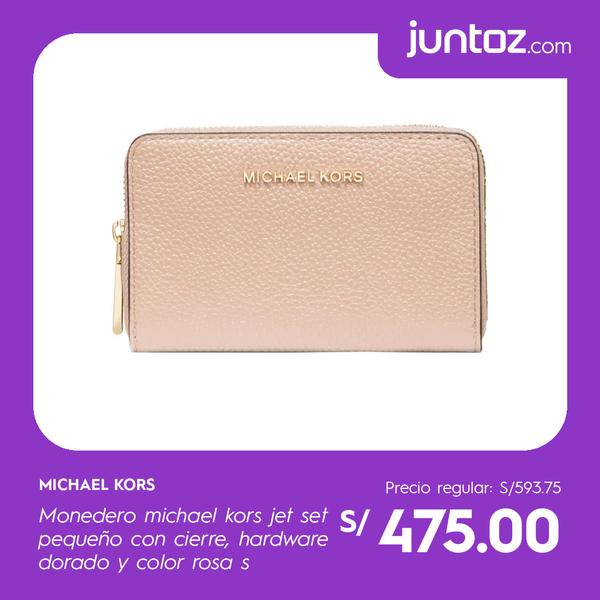 juntoz.com
MICHAEL KORS
MICHAEL KORS
Monedero michael kors jet set
pequeño con cierre, hardware
dorado y color rosa s
Precio regular: S/593.75
S/ 475.00